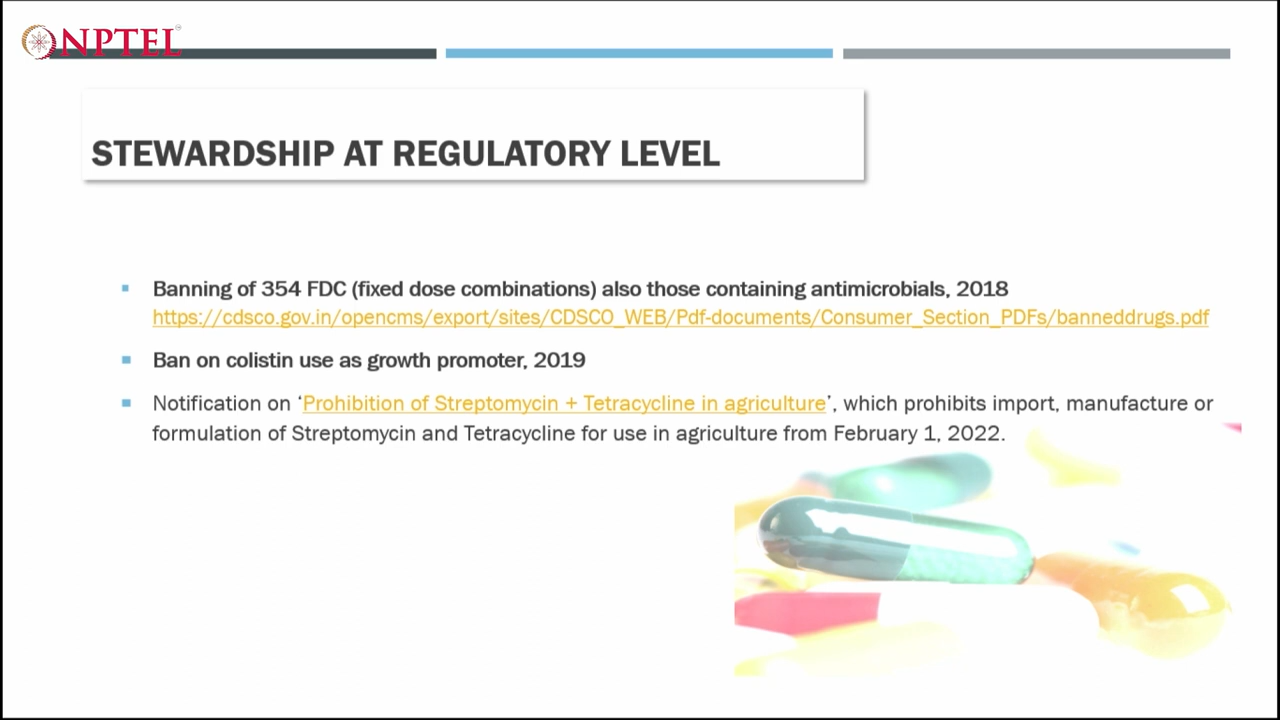 NPTEL
STEWARDSHIP AT REGULATORY LEVEL
Banning of 354 FDC (fixed dose combinations) also those containing antimicrobials, 2018
https://cdsco.gov.in/opencms/export/sites/CDSCO_WEB/Pdf-documents/Consumer_Section_PDFs/banneddrugs.pdf
Ban on colistin use as growth promoter, 2019
Notification on ‘Prohibition of Streptomycin + Tetracycline in agriculture’, which prohibits import, manufacture or
formulation of Streptomycin and Tetracycline for use in agriculture from February 1, 2022.